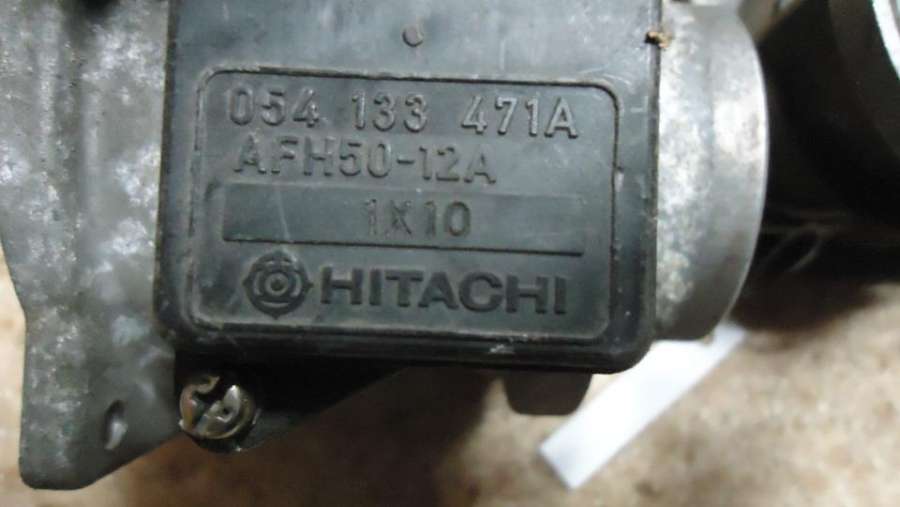 054 133 471A
AFH50-12A
1X10
HITACHI